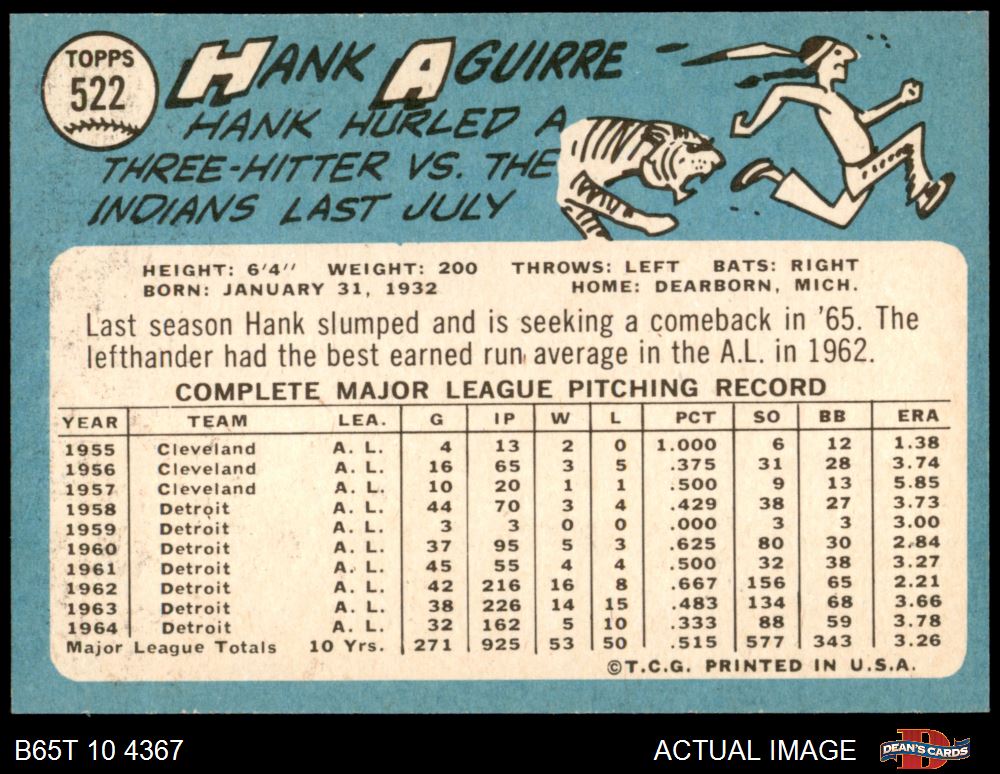 TOPPS
522
HANK AGUIRRE
HANK HURLED A
THREE-HITTER VS. THE
INDIANS LAST JULY
HEIGHT: 6'4" WEIGHT: 200 THROWS: LEFT BATS: RIGHT
BORN: JANUARY 31, 1932 HOME: DEARBORN, MICH.
Last season Hank slumped and is seeking a comeback in '65. The
lefthander had the best earned run average in the A.L. in 1962.
COMPLETE MAJOR LEAGUE PITCHING RECORD
YEAR TEAM LEA. G IP W L PCT SO BB ERA
1955 Cleveland A. L. 4 13 2 0 1.000 6 12 1.38
1956 Cleveland A. L. 16 65 3 5 .375 31 28 3.74
1957 Cleveland A. L. 10 20 1 1 .500 9 13 5.85
1958 Detroit A. L. 44 70 3 4 .429 38 27 3.73
1959 Detroit A. L. 3 3 0 0 .000 3 3 3.00
1960 Detroit A. L. 37 95 5 3 .625 80 30 2.84
1961 Detroit A. L. 45 55 4 4 .500 32 38 3.27
1962 Detroit A. L. 42 216 16 8 .667 156 65 2.21
1963 Detroit A. L. 38 226 14 15 .483 134 68 3.66
1964 Detroit A. L. 32 162 5 10 .333 88 59 3.78
Major League Totals 10 Yrs. 271 925 53 50 .515 577 343 3.26
©T.C.G. PRINTED IN U.S.A.
B65T 10 4367 ACTUAL IMAGE DEAN'S CARDS